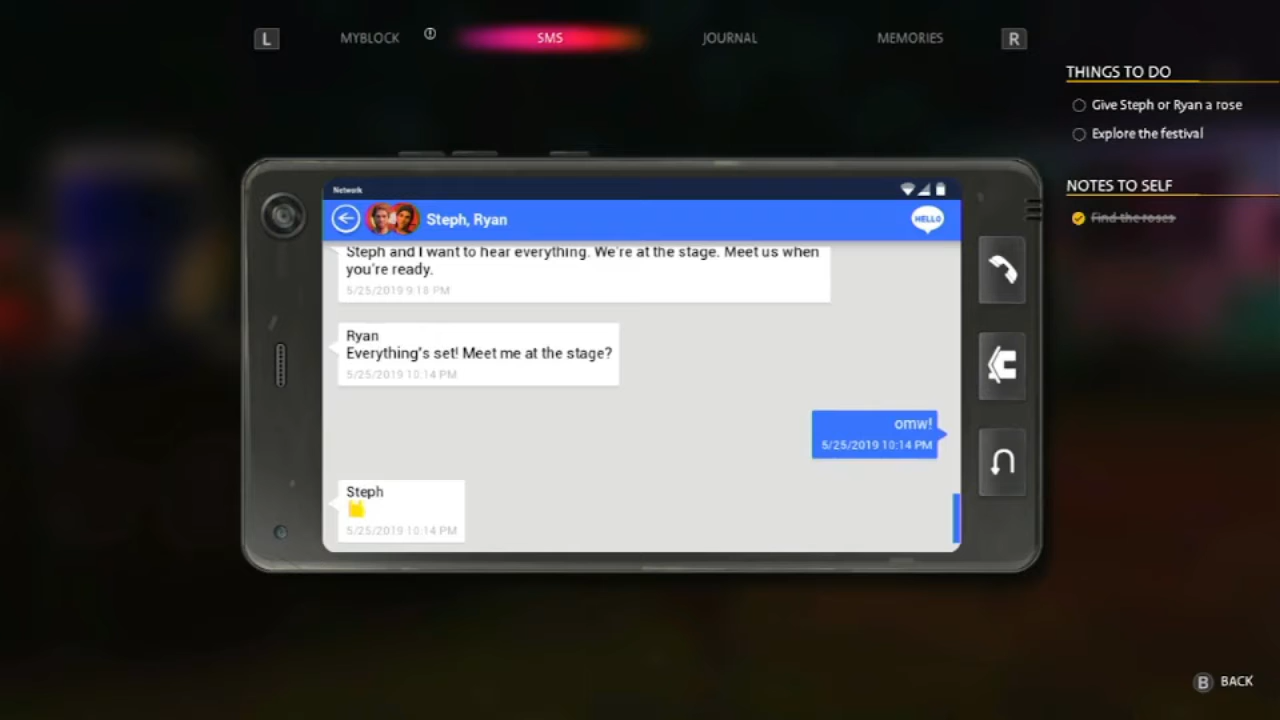 L
MYBLOCK
SMS
JOURNAL
MEMORIES
R
THINGS TO DO
Give Steph or Ryan a rose
Explore the festival
NOTES TO SELF
Find the roses
Network
Steph, Ryan
HELLO
Steph and I want to hear everything. We're at the stage. Meet us when
you're ready.
5/25/2019 9:18 PM
Ryan
Everything's set! Meet me at the stage?
5/25/2019 10:14 PM
omw!
5/25/2019 10:14 PM
Steph
5/25/2019 10:14 PM
B BACK